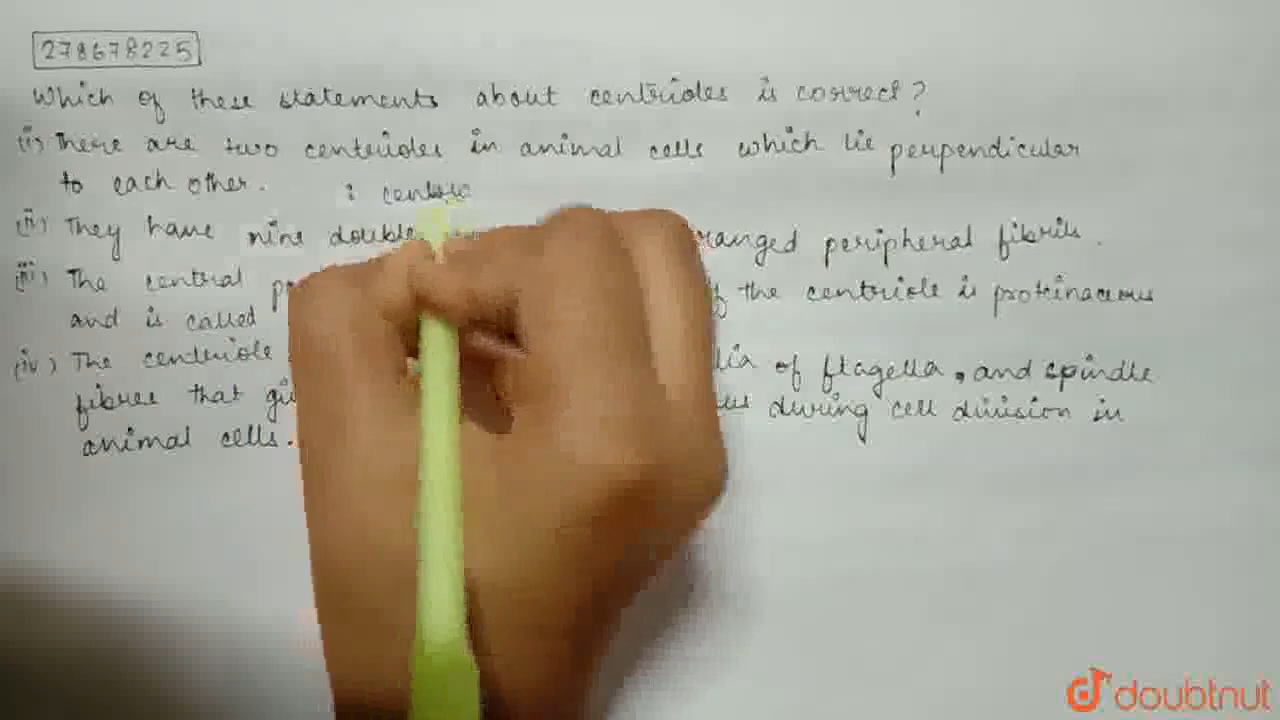 278678225
Which of these statements about centrioles is correct?
(i) There are two centrioles in animal cells which lie perpendicular
to each other. : centrio
(ii) They have nine double ranged peripheral fibrils.
(iii) The central the centriole is proteinaceous
and is called
(iv) The centriole of flagella, and spindle
fibres that during cell division in
animal cells.
doubtnut